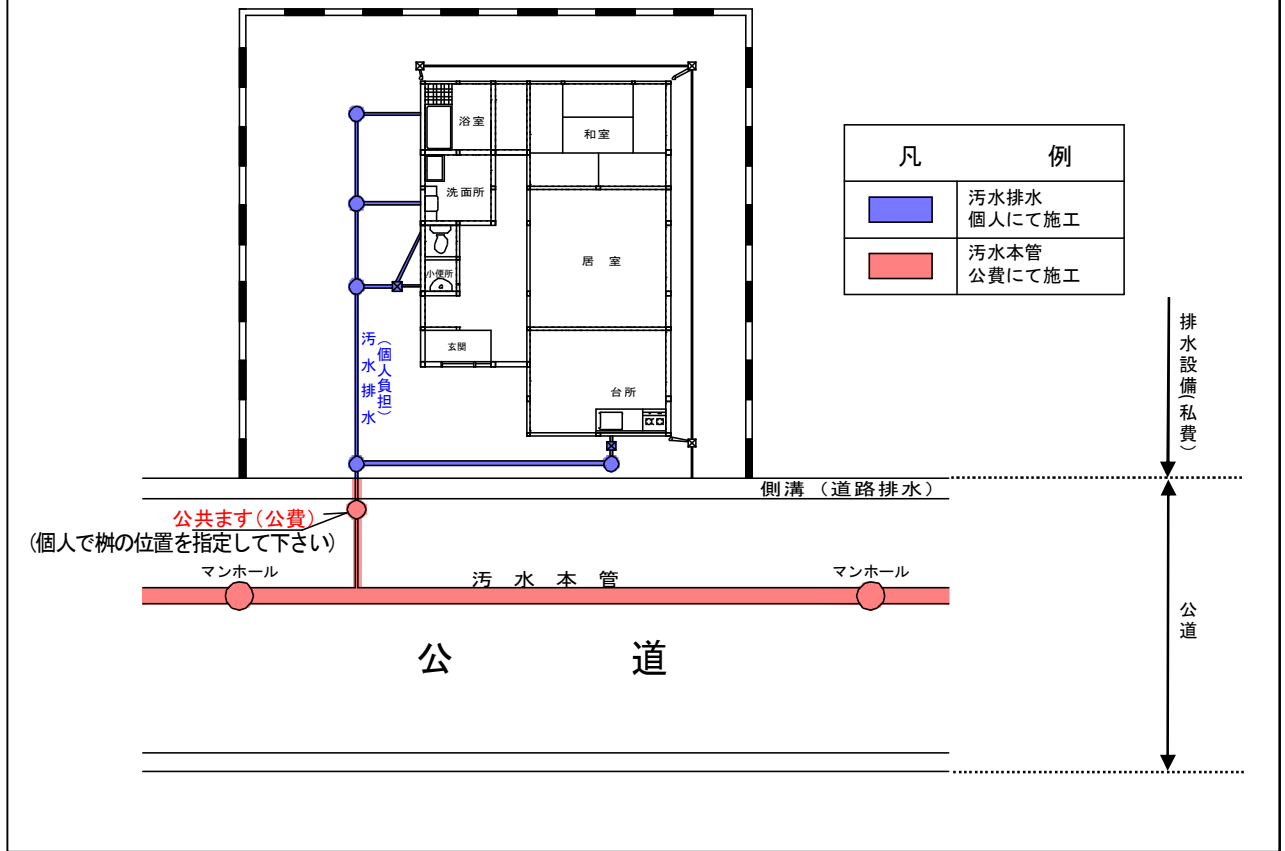 浴室
和室
洗面所
小便所
居室
玄関
台所
凡例
汚水排水
個人にて施工
汚水本管
公費にて施工
汚水排水
(個人負担)
排水設備(私費)
側溝（道路排水）
公共ます(公費)
(個人で桝の位置を指定して下さい)
マンホール
汚水本管
マンホール
公道
公道